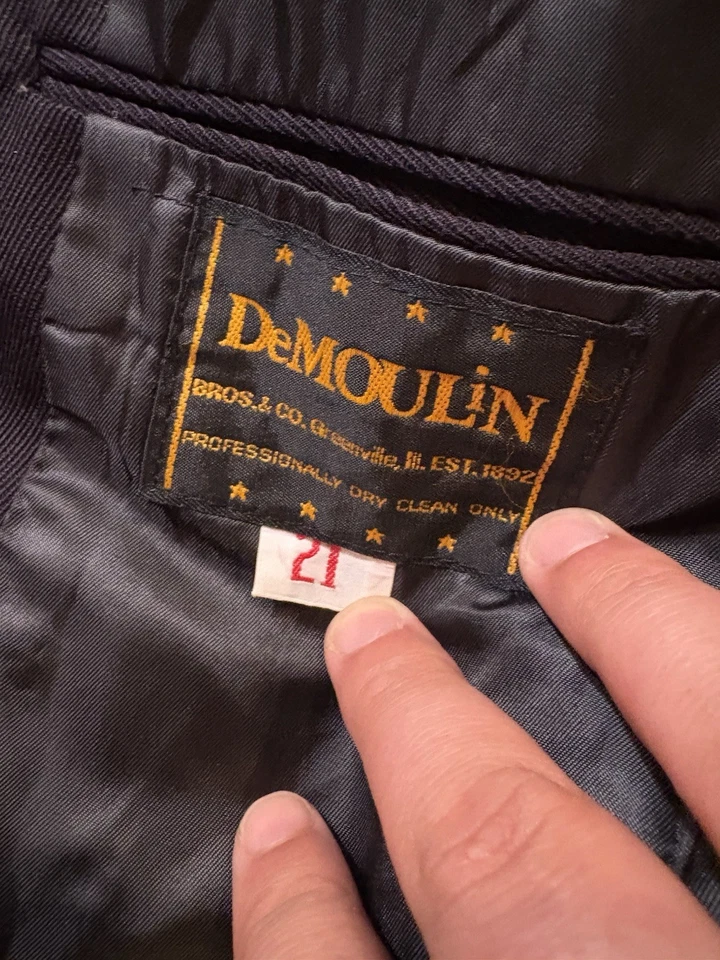 DeMOULiN
BROS.& CO. Greenville, Ill. EST.1892
PROFESSIONALLY DRY CLEAN ONLY
21